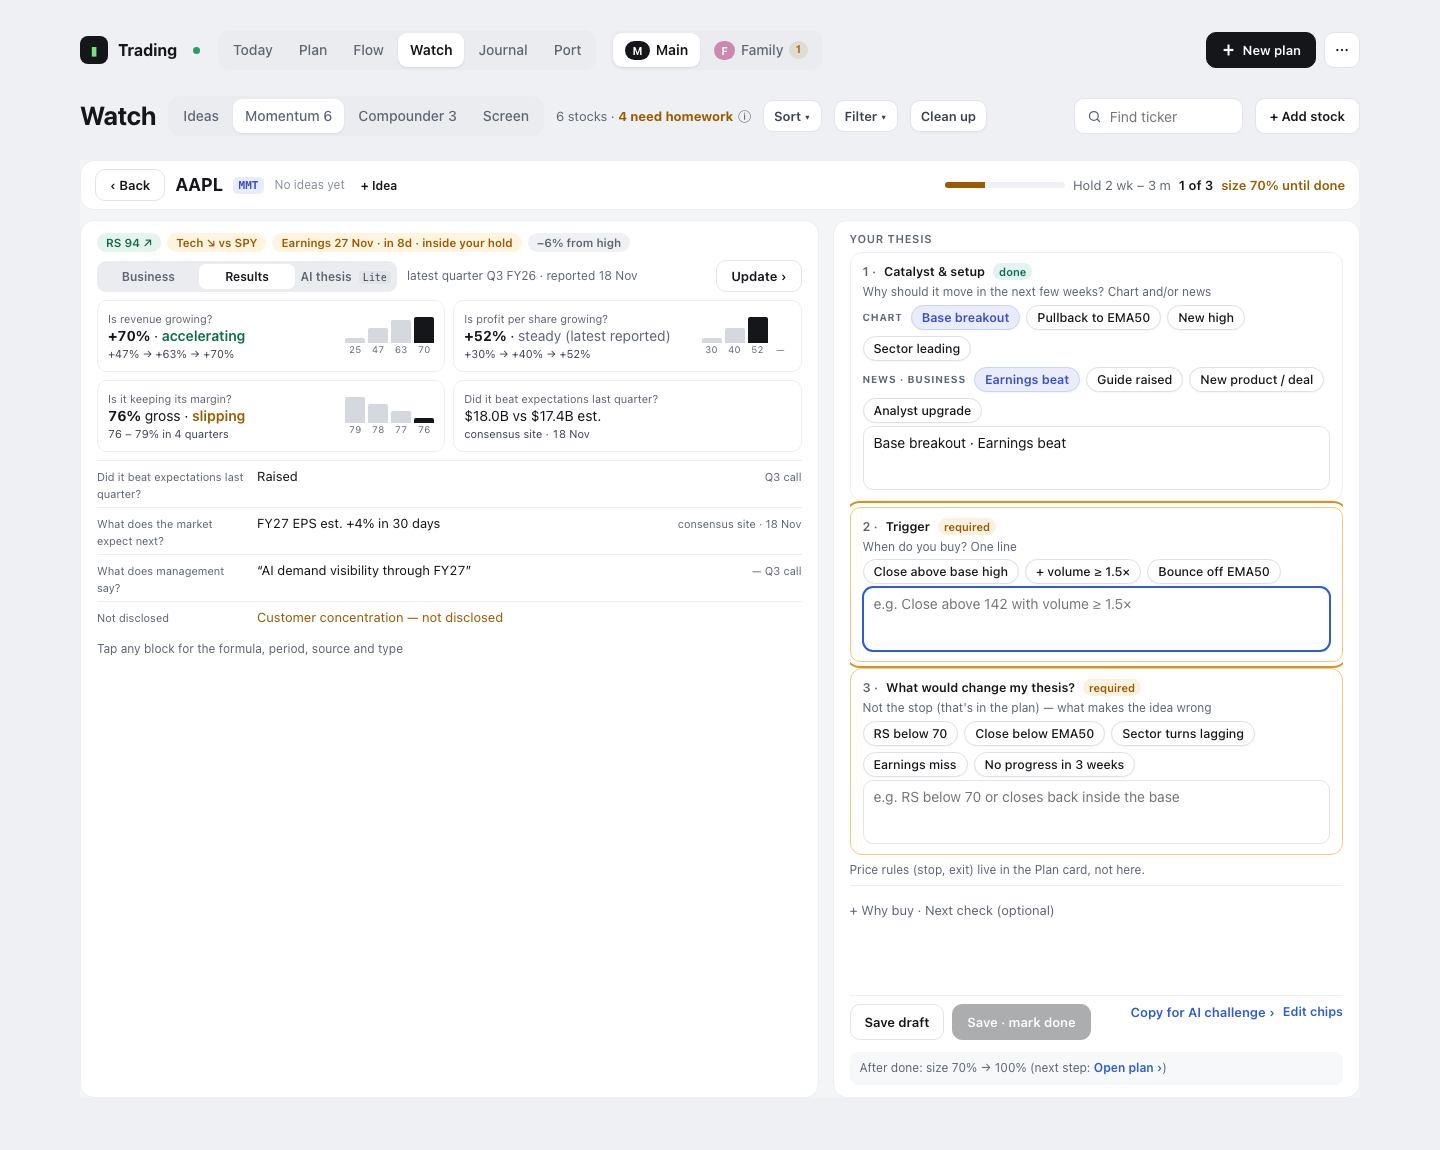 Trading
Today Plan Flow Watch Journal Port
M Main F Family 1
+ New plan
···
Watch
Ideas Momentum 6 Compounder 3 Screen
6 stocks · 4 need homework ⓘ
Sort ▾ Filter ▾ Clean up
Find ticker
+ Add stock
‹ Back AAPL MMT No ideas yet + Idea
Hold 2 wk – 3 m 1 of 3 size 70% until done
RS 94 ↗ Tech ↘ vs SPY Earnings 27 Nov · in 8d · inside your hold −6% from high
Business Results AI thesis Lite latest quarter Q3 FY26 · reported 18 Nov Update ›
Is revenue growing?
+70% · accelerating
+47% → +63% → +70%
25 47 63 70
Is profit per share growing?
+52% · steady (latest reported)
+30% → +40% → +52%
30 40 52 —
Is it keeping its margin?
76% gross · slipping
76 – 79% in 4 quarters
79 78 77 76
Did it beat expectations last quarter?
$18.0B vs $17.4B est.
consensus site · 18 Nov
Did it beat expectations last quarter?
Raised
Q3 call
What does the market expect next?
FY27 EPS est. +4% in 30 days
consensus site · 18 Nov
What does management say?
“AI demand visibility through FY27”
— Q3 call
Not disclosed
Customer concentration — not disclosed
Tap any block for the formula, period, source and type
YOUR THESIS
1 · Catalyst & setup done
Why should it move in the next few weeks? Chart and/or news
CHART Base breakout Pullback to EMA50 New high
Sector leading
NEWS · BUSINESS Earnings beat Guide raised New product / deal
Analyst upgrade
Base breakout · Earnings beat
2 · Trigger required
When do you buy? One line
Close above base high + volume ≥ 1.5× Bounce off EMA50
e.g. Close above 142 with volume ≥ 1.5×
3 · What would change my thesis? required
Not the stop (that's in the plan) — what makes the idea wrong
RS below 70 Close below EMA50 Sector turns lagging
Earnings miss No progress in 3 weeks
e.g. RS below 70 or closes back inside the base
Price rules (stop, exit) live in the Plan card, not here.
+ Why buy · Next check (optional)
Save draft Save · mark done Copy for AI challenge › Edit chips
After done: size 70% → 100% (next step: Open plan ›)